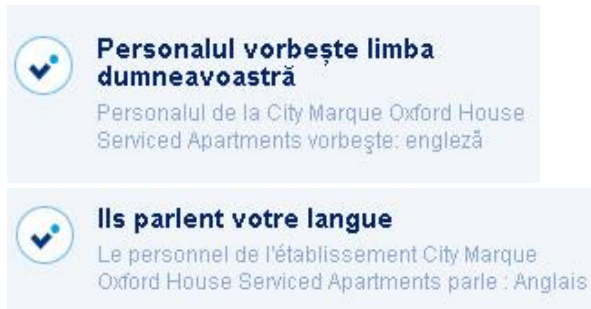 Personalul vorbește limba
dumneavoastră
Personalul de la City Marque Oxford House
Serviced Apartments vorbeşte: engleză
Ils parlent votre langue
Le personnel de l'établissement City Marque
Oxford House Serviced Apartments parle : Anglais